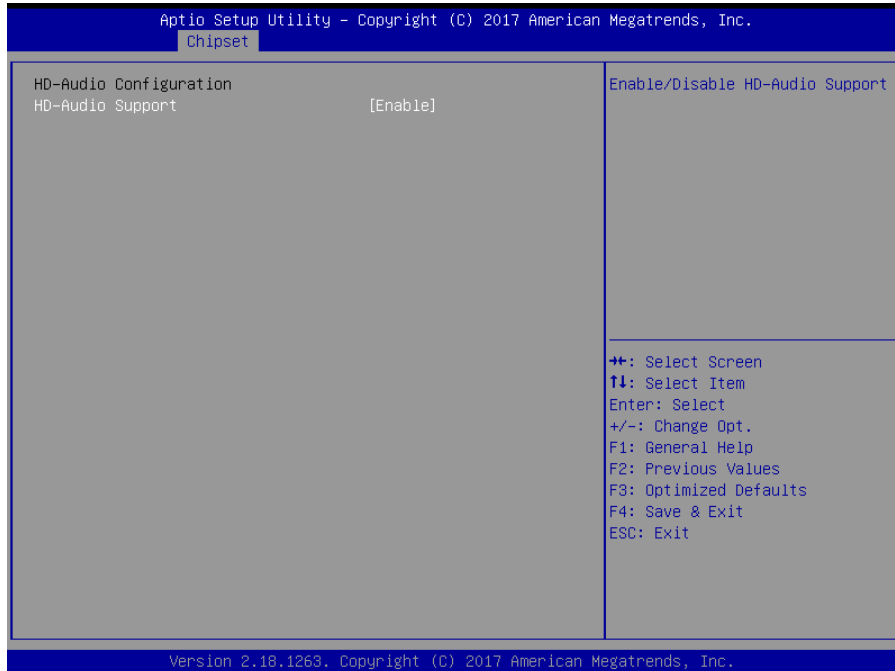 Aptio Setup Utility – Copyright (C) 2017 American Megatrends, Inc.
Chipset
HD-Audio Configuration
HD-Audio Support [Enable]
Enable/Disable HD-Audio Support
→←: Select Screen
↑↓: Select Item
Enter: Select
+/-: Change Opt.
F1: General Help
F2: Previous Values
F3: Optimized Defaults
F4: Save & Exit
ESC: Exit
Version 2.18.1263. Copyright (C) 2017 American Megatrends, Inc.